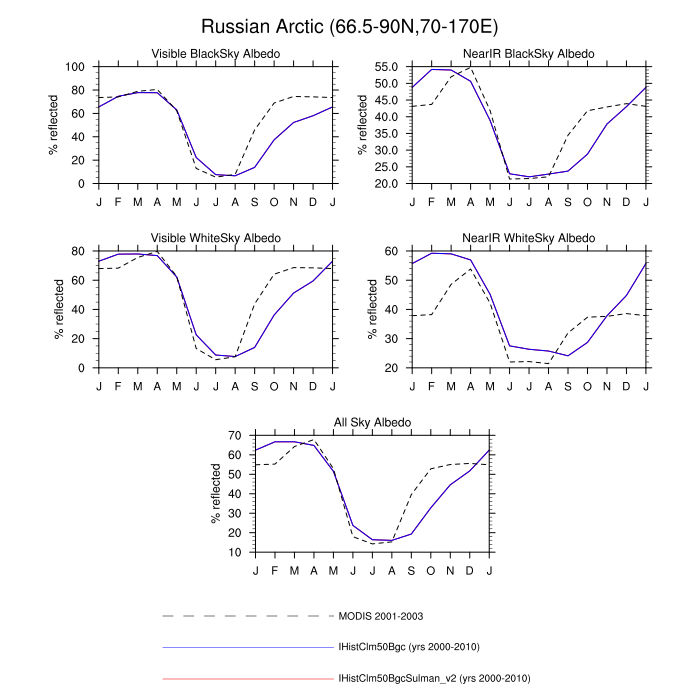 Russian Arctic (66.5-90N,70-170E)
Visible BlackSky Albedo
% reflected
100
80
60
40
20
0
J F M A M J J A S O N D J
NearIR BlackSky Albedo
% reflected
55.0
50.0
45.0
40.0
35.0
30.0
25.0
20.0
J F M A M J J A S O N D J
Visible WhiteSky Albedo
% reflected
80
60
40
20
0
J F M A M J J A S O N D J
NearIR WhiteSky Albedo
% reflected
60
50
40
30
20
J F M A M J J A S O N D J
All Sky Albedo
% reflected
70
60
50
40
30
20
10
J F M A M J J A S O N D J
MODIS 2001-2003
IHistClm50Bgc (yrs 2000-2010)
IHistClm50BgcSulman_v2 (yrs 2000-2010)